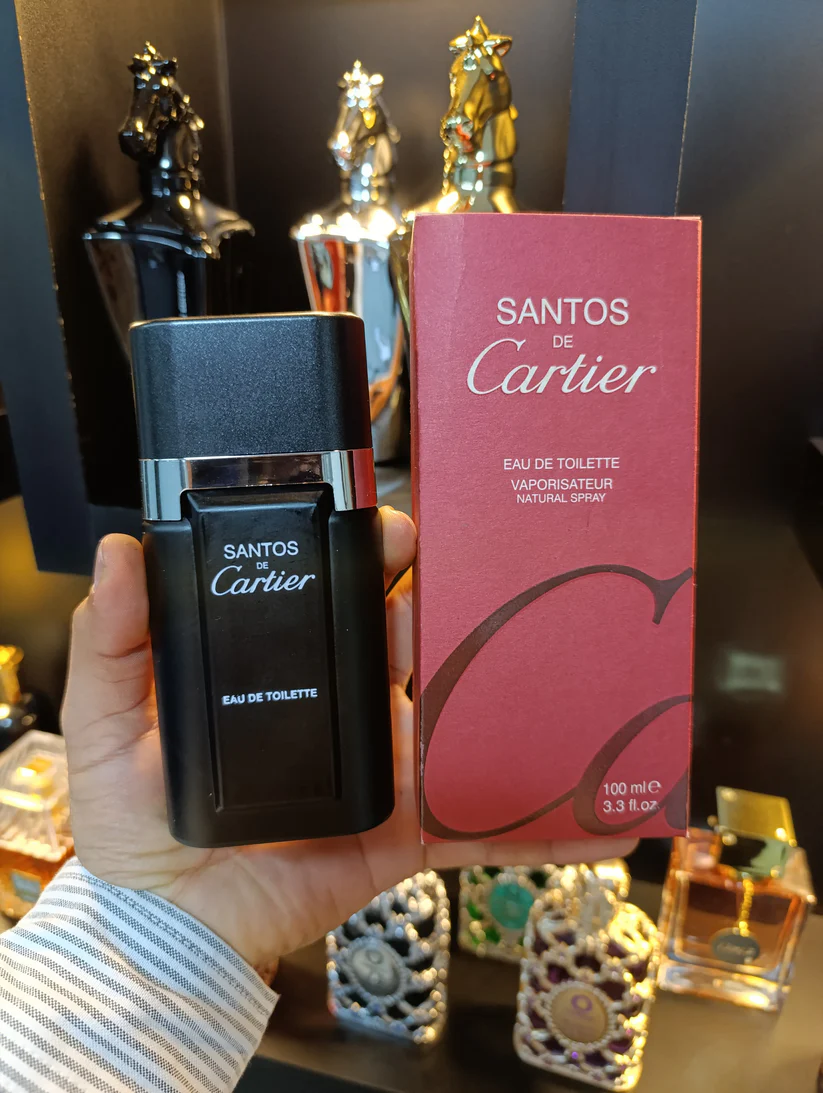 SANTOS
DE
Cartier
EAU DE TOILETTE
SANTOS
DE
Cartier
EAU DE TOILETTE
VAPORISATEUR
NATURAL SPRAY
Ca
100 ml e
3.3 fl.oz.